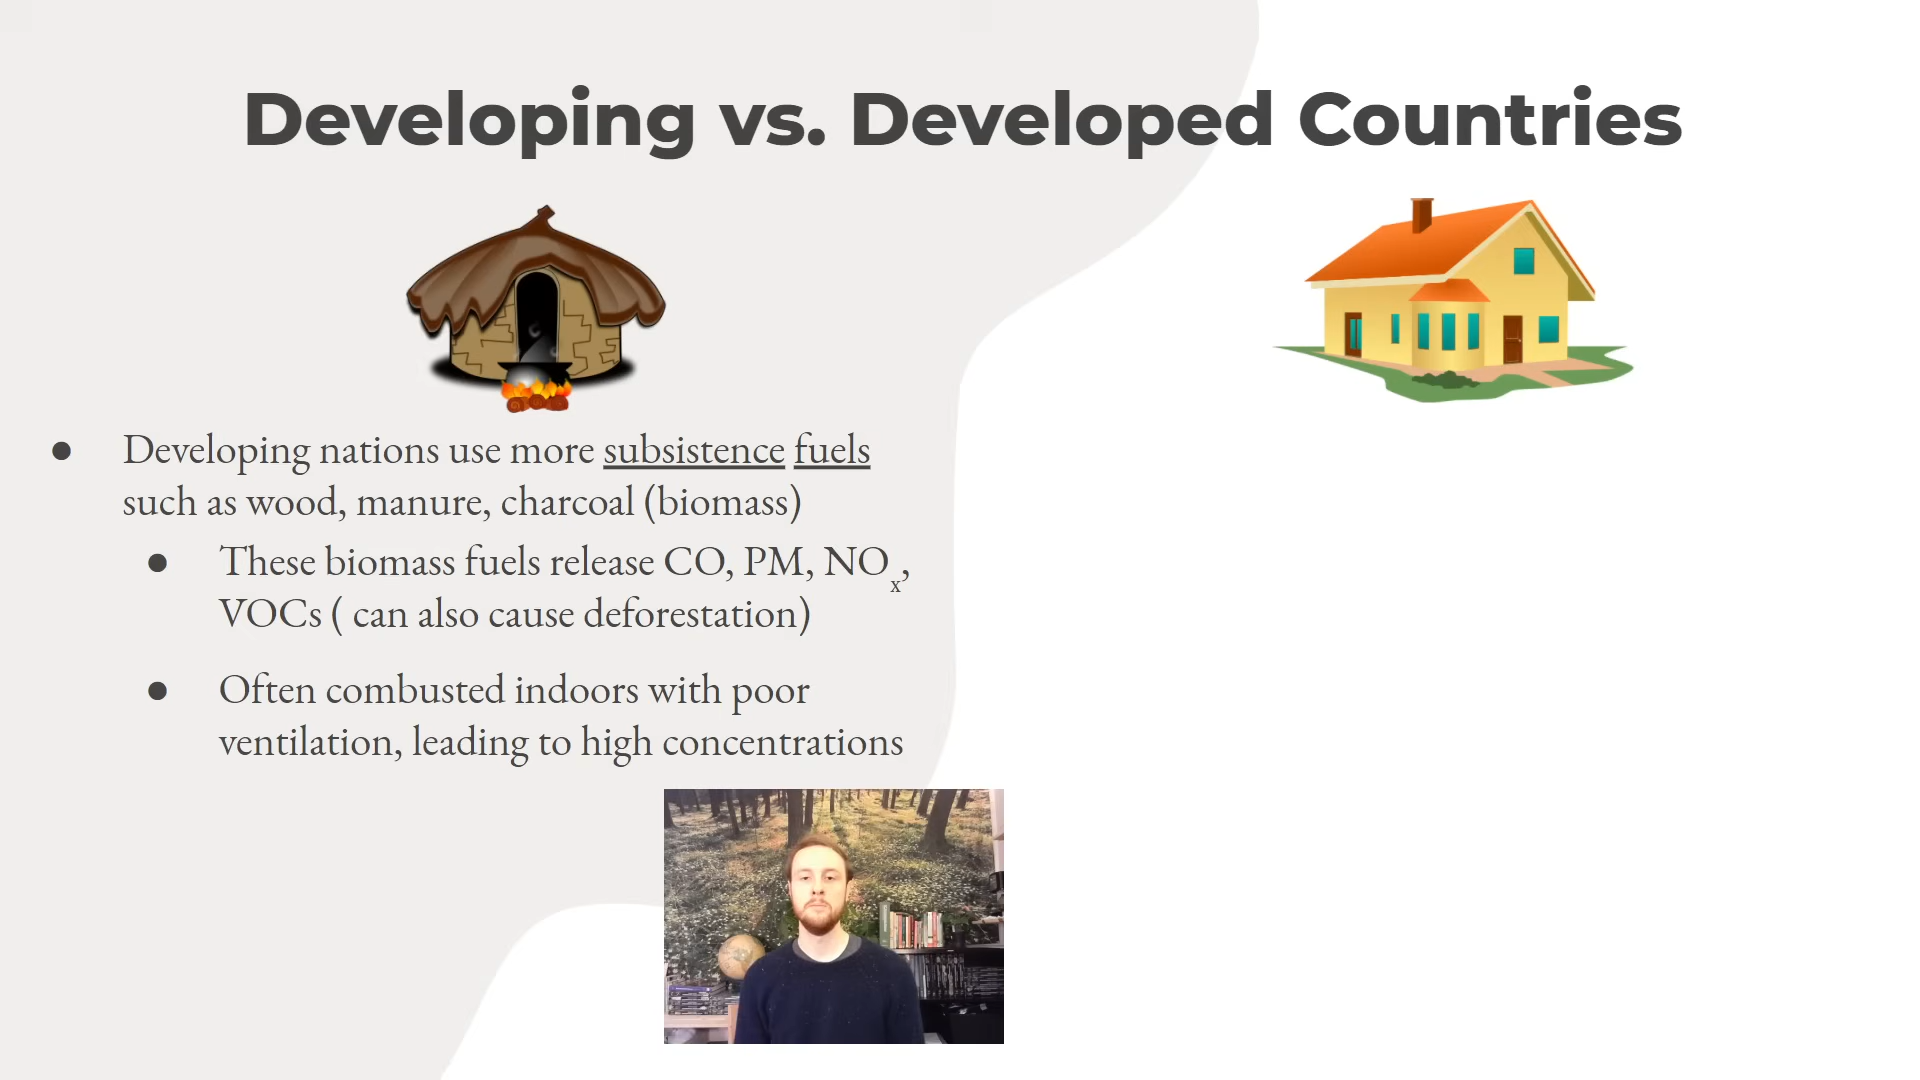 Developing vs. Developed Countries
● Developing nations use more subsistence fuels
such as wood, manure, charcoal (biomass)
● These biomass fuels release CO, PM, NOₓ,
VOCs ( can also cause deforestation)
● Often combusted indoors with poor
ventilation, leading to high concentrations